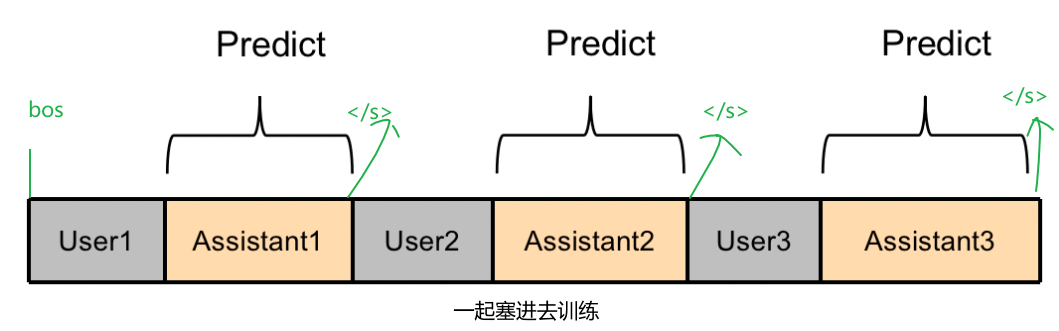 Predict
Predict
Predict
bos
</s>
</s>
</s>
User1
Assistant1
User2
Assistant2
User3
Assistant3
一起塞进去训练